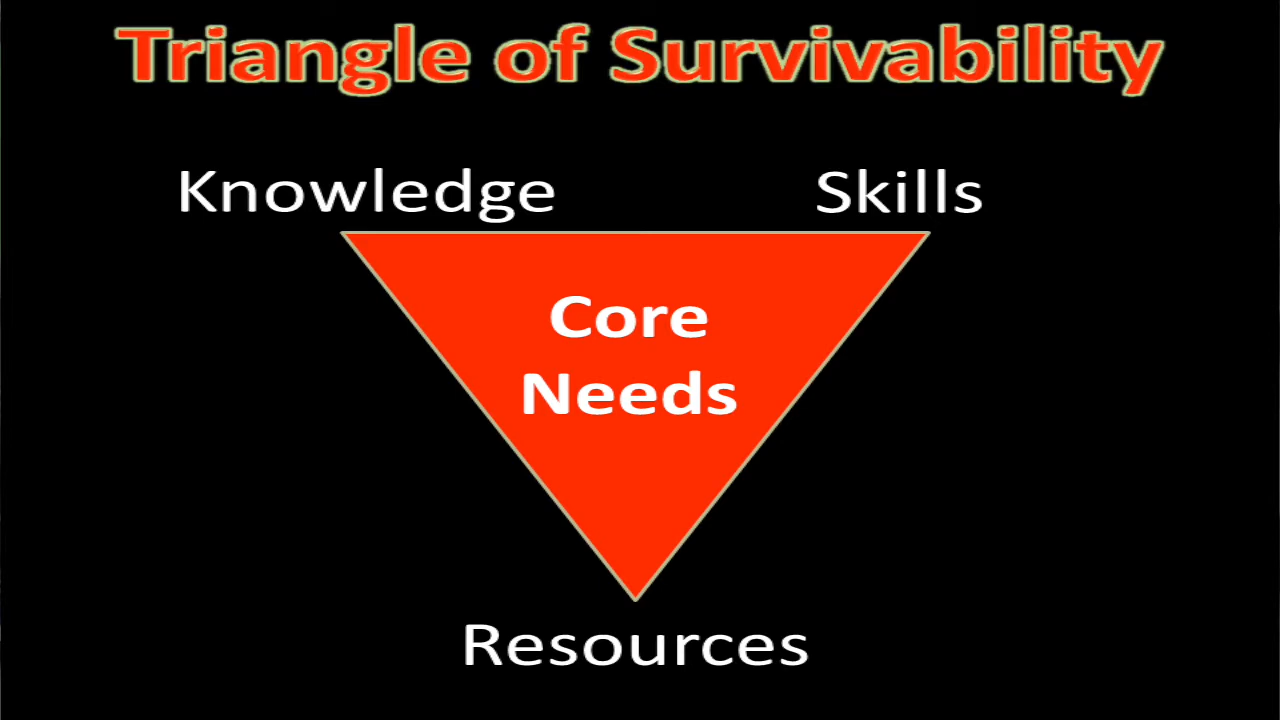 Triangle of Survivability
Knowledge
Skills
Core
Needs
Resources